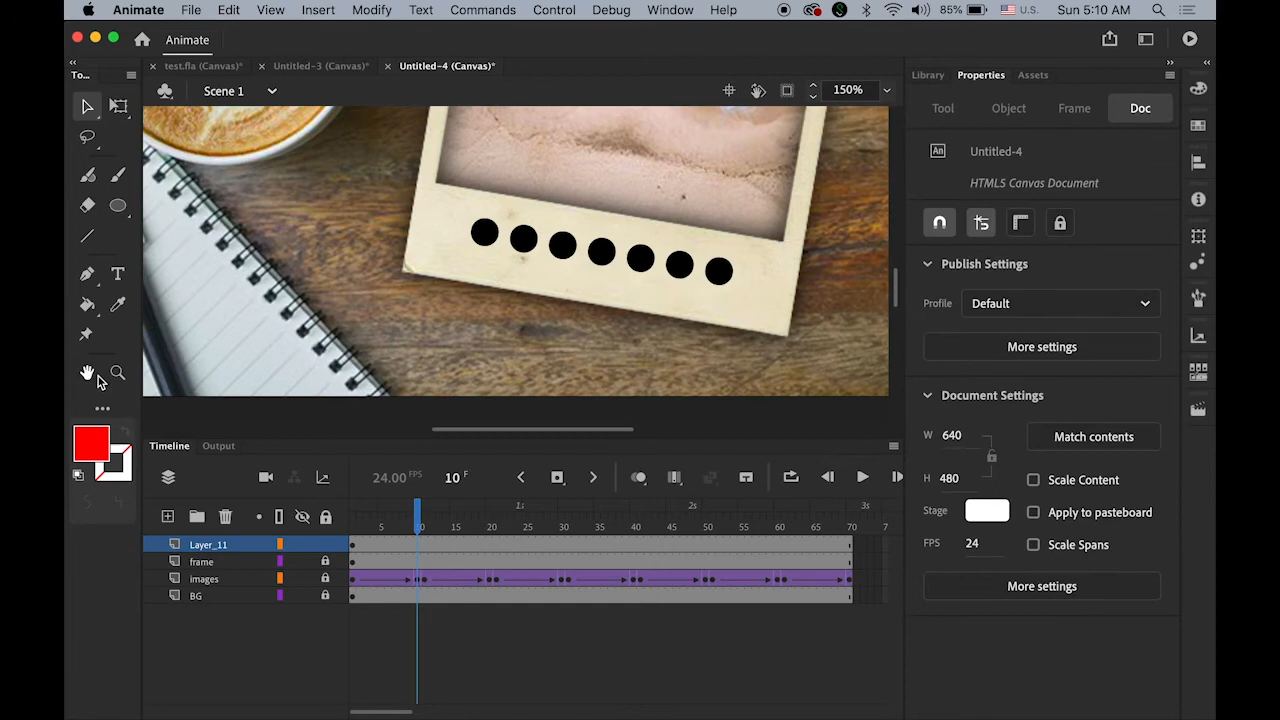 Animate File Edit View Insert Modify Text Commands Control Debug Window Help 85% U.S. Sun 5:10 AM
Animate
To...
test.fla (Canvas)* Untitled-3 (Canvas)* Untitled-4 (Canvas)*
Scene 1 150%
Library Properties Assets
Tool Object Frame Doc
An Untitled-4
HTML5 Canvas Document
Publish Settings
Profile Default
More settings
Document Settings
W 640 Match contents
H 480 Scale Content
Stage Apply to pasteboard
FPS 24 Scale Spans
More settings
Timeline Output
24.00 FPS 10 F
1s 2s 3s
5 10 15 20 25 30 35 40 45 50 55 60 65 70 7
Layer_11
frame
images
BG